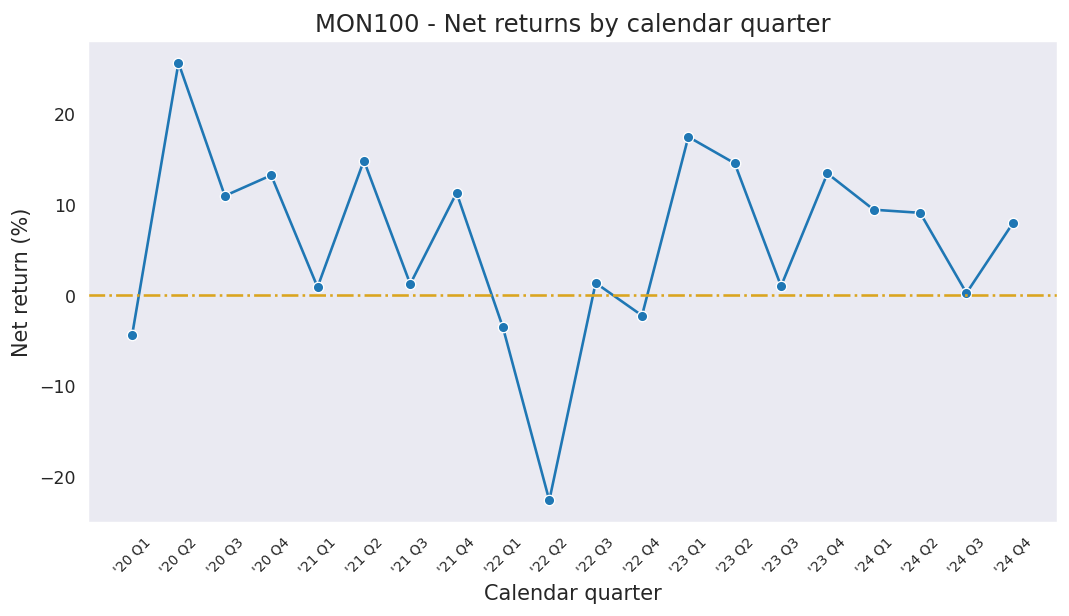 MON100 - Net returns by calendar quarter
Net return (%)
20
10
0
−10
−20
'20 Q1
'20 Q2
'20 Q3
'20 Q4
'21 Q1
'21 Q2
'21 Q3
'21 Q4
'22 Q1
'22 Q2
'22 Q3
'22 Q4
'23 Q1
'23 Q2
'23 Q3
'23 Q4
'24 Q1
'24 Q2
'24 Q3
'24 Q4
Calendar quarter